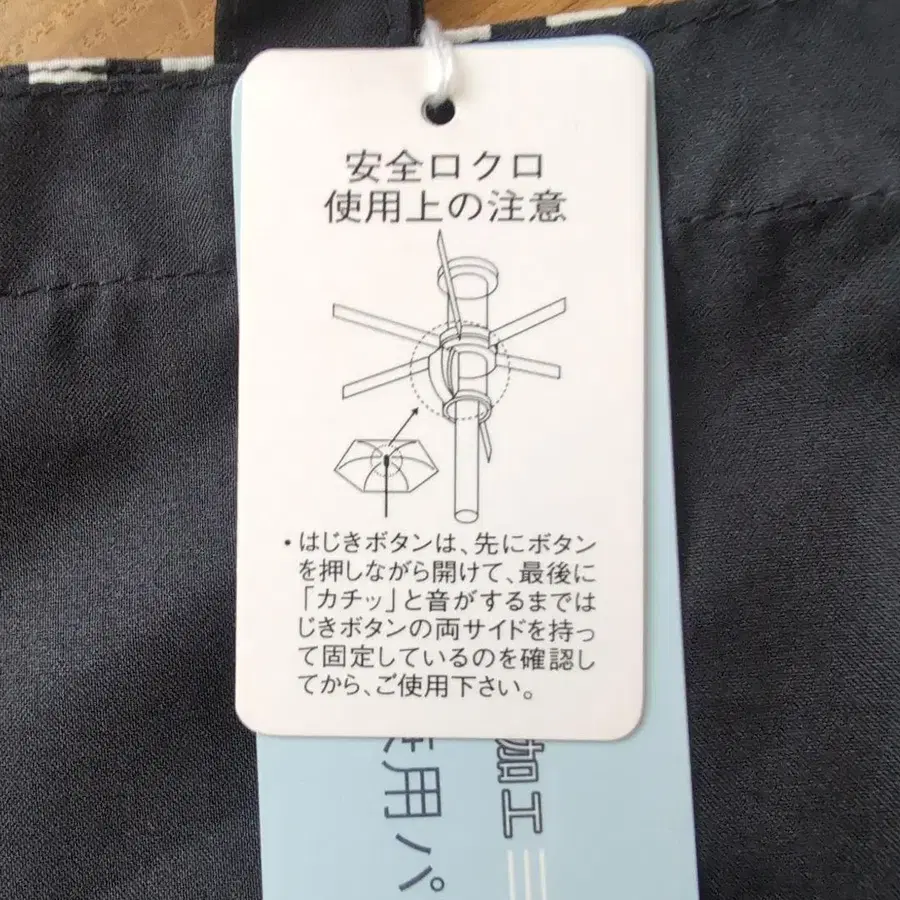 安全ロクロ
使用上の注意
・はじきボタンは、先にボタン
を押しながら開けて、最後に
「カチッ」と音がするまでは
じきボタンの両サイドを持っ
て固定しているのを確認し
てから、ご使用下さい。
加工
用パ